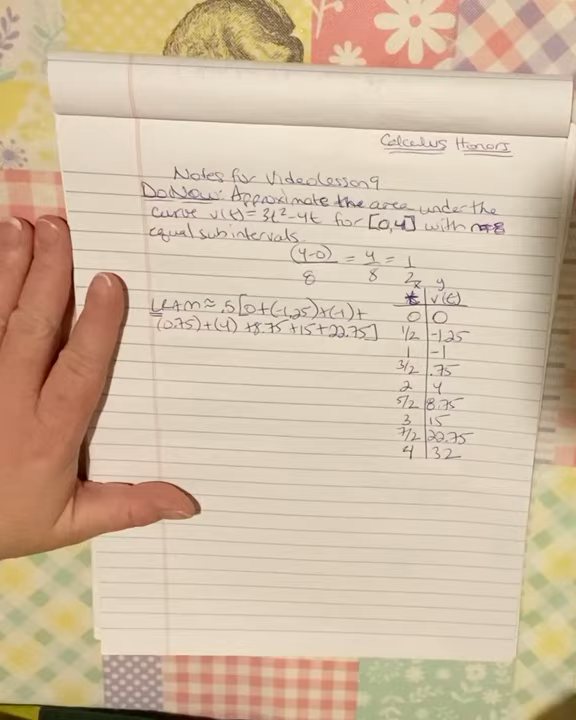 Calculus Honors
Notes for Video Lesson 9
Do Now: Approximate the area under the
curve v(t) = 3t² - 4t for [0,4] with n=8
equal subintervals.
(4-0)/8 = 4/8 = 1/2
LRAM ≈ .5[0+(-1.25)+(-1)+
(0.75)+(4)+8.75+15+22.75]
x y
t v(t)
0 0
1/2 -1.25
1 -1
3/2 .75
2 4
5/2 8.75
3 15
7/2 22.75
4 32